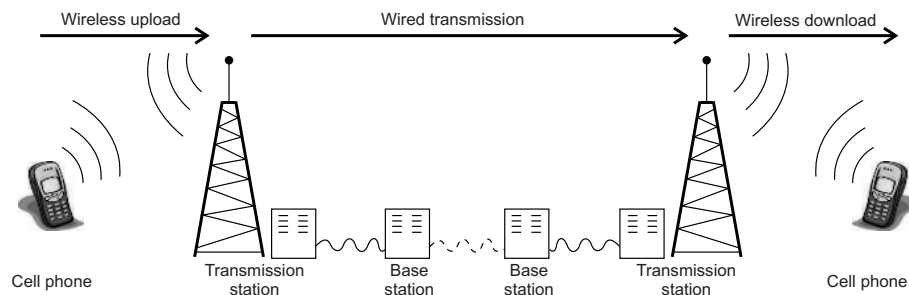 Wireless upload
Wired transmission
Wireless download
Cell phone
Transmission
station
Base
station
Base
station
Transmission
station
Cell phone